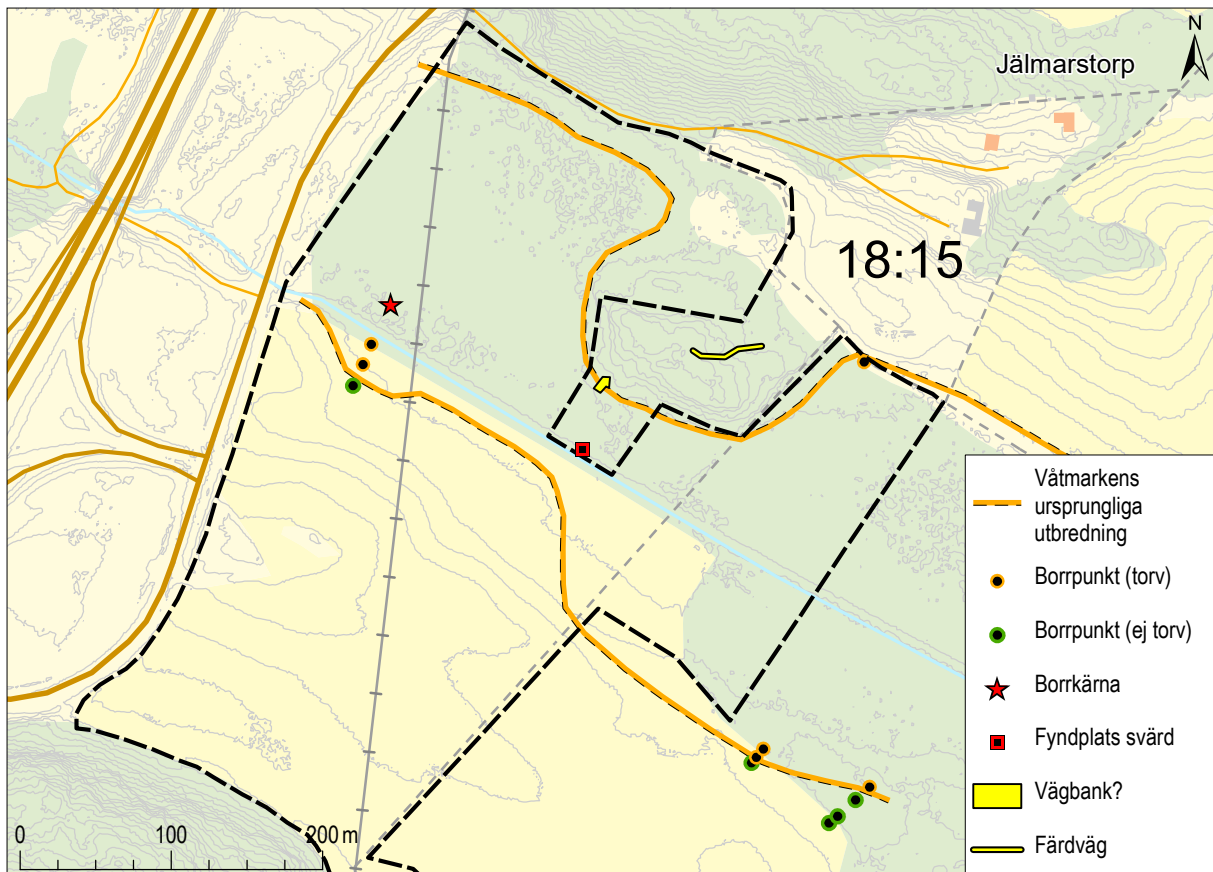 N
Jälmarstorp
18:15
Våtmarkens
ursprungliga
utbredning
Borrpunkt (torv)
Borrpunkt (ej torv)
Borrkärna
Fyndplats svärd
Vägbank?
Färdväg
0 100 200 m